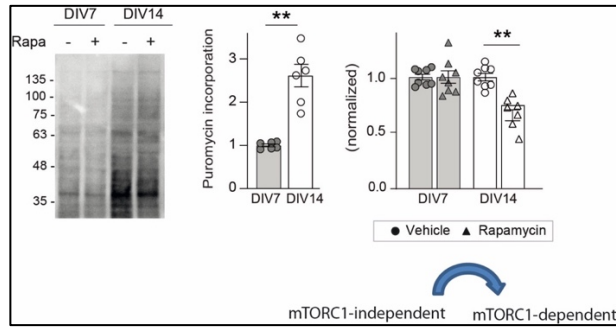 DIV7 DIV14
Rapa - + - +
135-
100-
75-
63-
48-
35-
Puromycin incorporation
3
2
1
0
**
DIV7 DIV14
(normalized)
1.0
0.5
0.0
**
DIV7 DIV14
● Vehicle ▲ Rapamycin
mTORC1-independent mTORC1-dependent